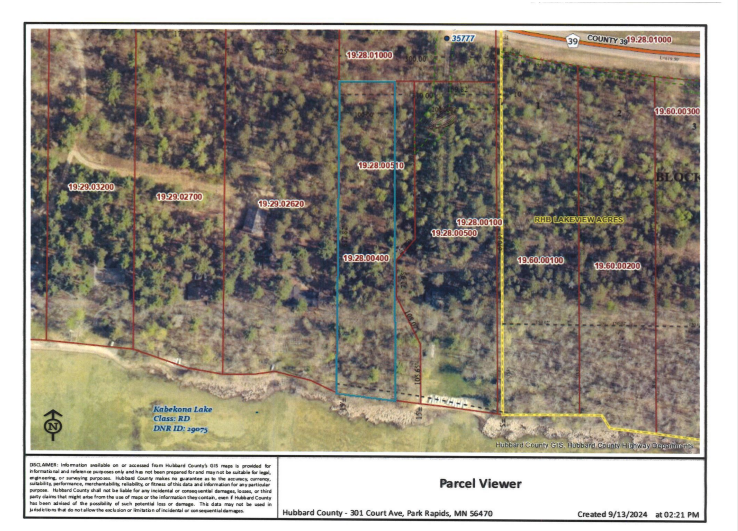 35777
39
COUNTY 39
19.28.01000
19.28.01000
19.60.00300
1
2
3
19.28.00510
BLOCK
19.29.03200
19.29.02700
19.29.02620
19.28.00100
19.28.00500
RHB LAKEVIEW ACRES
19.28.00400
19.60.00100
19.60.00200
Kabekona Lake
Class: RD
DNR ID: 29075
N
Hubbard County GIS, Hubbard County Highway Department
DISCLAIMER: Information available on or accessed from Hubbard County's GIS maps is provided for
informational and reference purposes only and has not been prepared for and may not be suitable for legal,
engineering, or surveying purposes. Hubbard County makes no guarantee as to the accuracy, currency,
suitability, performance, merchantability, reliability, or fitness of this data and information for any particular
purpose. Hubbard County shall not be liable for any incidental or consequential damages, losses, or third
party claims that might arise from the use of maps or the information they contain, even if Hubbard County
has been advised of the possibility of such potential loss or damage. This data may not be used in
jurisdictions that do not allow the exclusion or limitation of incidental or consequential damages.
Parcel Viewer
Hubbard County - 301 Court Ave, Park Rapids, MN 56470
Created 9/13/2024 at 02:21 PM